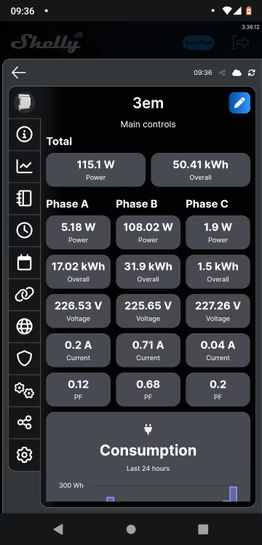 09:36
3m
3.36.12
Shelly
09:36
3em
Main controls
Total
115.1 W
Power
50.41 kWh
Overall
Phase A
Phase B
Phase C
5.18 W
Power
108.02 W
Power
1.9 W
Power
17.02 kWh
Overall
31.9 kWh
Overall
1.5 kWh
Overall
226.53 V
Voltage
225.65 V
Voltage
227.26 V
Voltage
0.2 A
Current
0.71 A
Current
0.04 A
Current
0.12
PF
0.68
PF
0.2
PF
Consumption
Last 24 hours
300 Wh